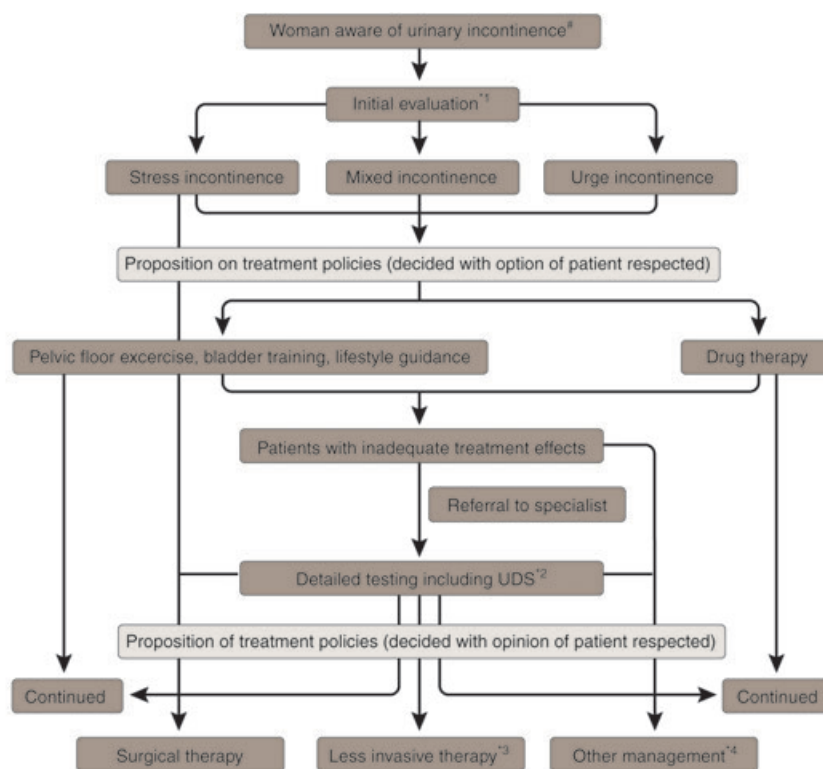 Woman aware of urinary incontinence#
Initial evaluation*1
Stress incontinence
Mixed incontinence
Urge incontinence
Proposition on treatment policies (decided with option of patient respected)
Pelvic floor excercise, bladder training, lifestyle guidance
Drug therapy
Patients with inadequate treatment effects
Referral to specialist
Detailed testing including UDS*2
Proposition of treatment policies (decided with opinion of patient respected)
Continued
Continued
Surgical therapy
Less invasive therapy*3
Other management*4